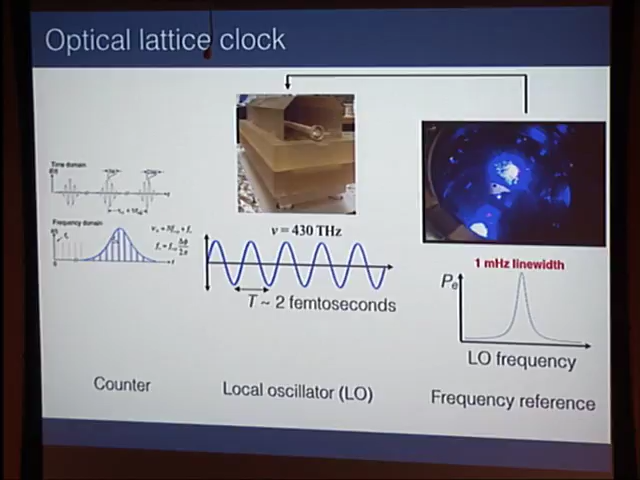 Optical lattice clock
Time domain
Frequency domain
ν = 430 THz
T ~ 2 femtoseconds
1 mHz linewidth
Pe
LO frequency
Counter
Local oscillator (LO)
Frequency reference